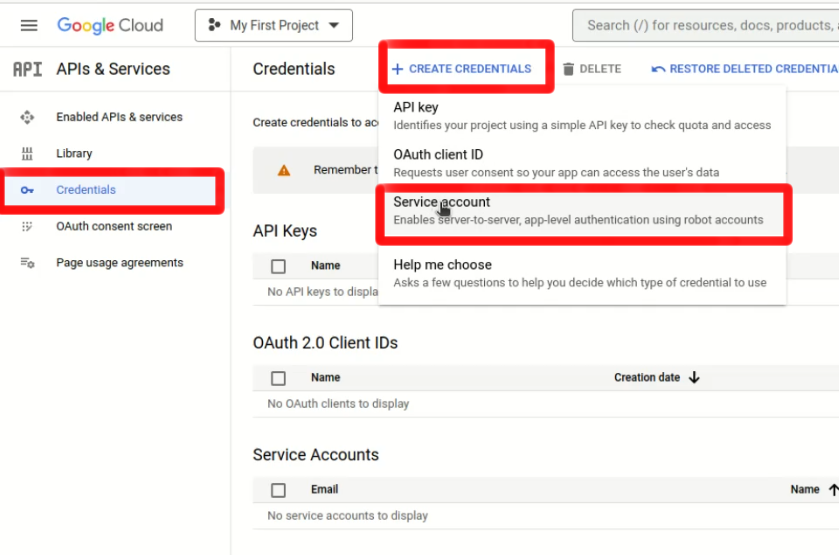 Google Cloud
My First Project
Search (/) for resources, docs, products,
API APIs & Services
Credentials
+ CREATE CREDENTIALS
DELETE
RESTORE DELETED CREDENTIA
Enabled APIs & services
Library
Credentials
OAuth consent screen
Page usage agreements
Create credentials to ac
Remember t
API key
Identifies your project using a simple API key to check quota and access
OAuth client ID
Requests user consent so your app can access the user's data
Service account
Enables server-to-server, app-level authentication using robot accounts
Help me choose
Asks a few questions to help you decide which type of credential to use
API Keys
Name
No API keys to displa
OAuth 2.0 Client IDs
Name
Creation date
No OAuth clients to display
Service Accounts
Email
Name
No service accounts to display